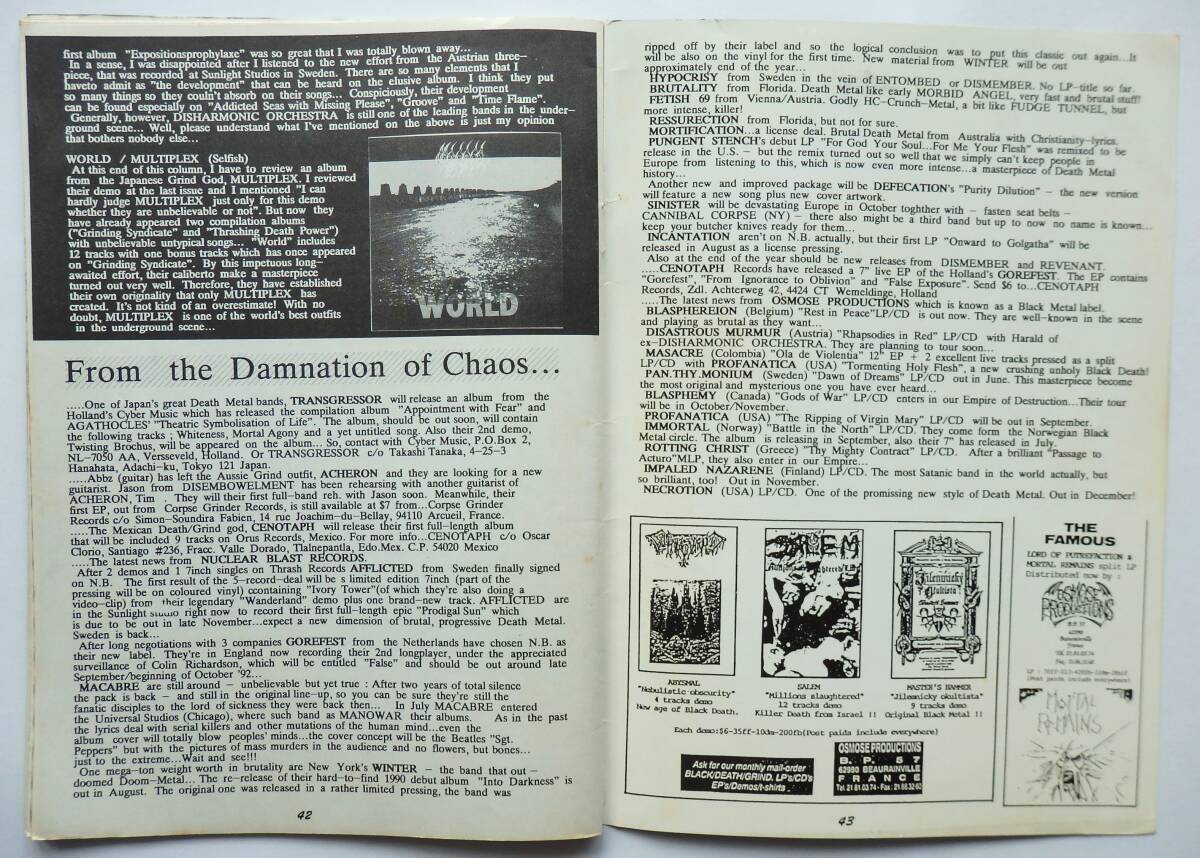 first album "Expositionsprophylaxe" was so great that I was totally blown away...
In a sense, I was disappointed after I listened to the new effort from the Austrian three-
piece, that was recorded at Sunlight Studios in Sweden. There are so many elements that I
haveto admit as "the development" that can be heard on the elusive album. I think they put
so many things so they couln't absorb on their songs... Conspiciously, their development
can be found especially on "Addicted Seas with Missing Please", "Groove" and "Time Flame".
Generally, however, DISHARMONIC ORCHESTRA is still one of the leading bands in the under-
ground scene... Well, please understand what I've mentioned on the above is just my opinion
that bothers nobody else...
WORLD / MULTIPLEX (Selfish)
At this end of this column, I have to review an album
from the Japanese Grind God, MULTIPLEX. I reviewed
their demo at the last issue and I mentioned "I can
hardly judge MULTIPLEX just only for this demo
whether they are unbelievable or not". But now they
have already appeared two compilation albums
("Grinding Syndicate" and "Thrashing Death Power")
with unbelievable untypical songs... "World" includes
12 tracks with one bonus tracks which has once appeared
on "Grinding Syndicate". By this impetuous long-
awaited effort, their caliberto make a masterpiece
turned out very well. Therefore, they have established
their own originality that only MULTIPLEX has
created. It's not kind of an overestimate! With no
doubt, MULTIPLEX is one of the world's best outfits
in the underground scene...
WORLD
From the Damnation of Chaos...
.....One of Japan's great Death Metal bands, TRANSGRESSOR will release an album from the
Holland's Cyber Music which has released the compilation album "Appointment with Fear" and
AGATHOCLES' "Theatric Symbolisation of Life". The album, should be out soon, will contain
the following tracks ; Whiteness, Mortal Agony and a yet untitled song. Also their 2nd demo,
Twisting Brochus, will be appeared on the album... So, contact with Cyber Music, P.O.Box 2,
NL-7050 AA, Versseveld, Holland. Or TRANSGRESSOR c/o Takashi Tanaka, 4-25-3
Hanahata, Adachi-ku, Tokyo 121 Japan.
.....Abbz (guitar) has left the Aussie Grind outfit, ACHERON and they are looking for a new
guitarist. Jason from DISEMBOWELMENT has been rehearsing with another guitarist of
ACHERON, Tim . They will their first full-band reh. with Jason soon. Meanwhile, their
first EP, out from Corpse Grinder Records, is still available at $7 from...Corpse Grinder
Records c/o Simon-Soundira Fabien, 14 rue Joachim-du-Bellay, 94110 Arcueil, France.
.....The Mexican Death/Grind god, CENOTAPH will release their first full-length album
that will be included 9 tracks on Orus Records, Mexico. For more info...CENOTAPH c/o Oscar
Clorio, Santiago #236, Fracc. Valle Dorado, Tlalnepantla, Edo.Mex. C.P. 54020 Mexico
.....The latest news from NUCLEAR BLAST RECORDS.
After 2 demos and 1 7inch singles on Thrash Records AFFLICTED from Sweden finally signed
on N.B. The first result of the 5-record-deal will be s limited edition 7inch (part of the
pressing will be on coloured vinyl) ccontaining "Ivory Tower"(of which they're also doing a
video-clip) from their legendary "Wanderland" demo plus one brand-new track. AFFLICTED are
in the Sunlight studio right now to record their first full-length epic "Prodigal Sun" which
is due to be out in late November...expect a new dimension of brutal, progressive Death Metal.
Sweden is back...
After long negotiations with 3 companies GOREFEST from the Netherlands have chosen N.B. as
their new label. They're in England now recording their 2nd longplayer, under the appreciated
surveillance of Colin Richardson, which will be entitled "False" and should be out around late
September/beginning of October '92...
MACABRE are still around - unbelievable but yet true : After two years of total silence
the pack is back - and still in the original line-up, so you can be sure they're still the
fanatic disciples to the lord of sickness they were back then... In July MACABRE entered
the Universal Studios (Chicago), where such band as MANOWAR their albums. As in the past
the lyrics deal with serial killers and other mutations of the human mind...even the
album cover will totally blow peoples' minds...the cover concept will be the Beatles "Sgt.
Peppers" but with the pictures of mass murders in the audience and no flowers, but bones...
just to the extreme...Wait and see!!!
One mega-ton weight worth in brutality are New York's WINTER - the band that out -
doomed Doom-Metal... The re-release of their hard-to-find 1990 debut album "Into Darkness" is
out in August. The original one was released in a rather limited pressing, the band was
42
ripped off by their label and so the logical conclusion was to put this classic out again...It
will be also on the vinyl for the first time. New material from WINTER will be out
approximately end of the year...
HYPOCRISY from Sweden in the vein of ENTOMBED or DISMEMBER. No LP-title so far.
BRUTALITY from Florida. Death Metal like early MORBID ANGEL, very fast and brutal stuff!
FETISH 69 from Vienna/Austria. Godly HC-Crunch-Metal, a bit like FUDGE TUNNEL, but
more intense, killer!
RESSURECTION from Florida, but not for sure.
MORTIFICATION...a license deal. Brutal Death Metal from Australia with Christianity-lyrics.
PUNGENT STENCH's debut LP "For God Your Soul...For Me Your Flesh" was remixed to be
release in the U.S. - but the remix turned out so well that we simply can't keep people in
Europe from listening to this, which is now even more intense...a masterpiece of Death Metal
history...
Another new and improved package will be DEFECATION's "Purity Dilution" - the new version
will feature a new song plus new cover artwork.
SINISTER will be devastating Europe in October toghther with - fasten seat belts -
CANNIBAL CORPSE (NY) - there also might be a third band but up to now no name is known...
keep your butcher knives ready for them...
INCANTATION aren't on N.B. actually, but their first LP "Onward to Golgatha" will be
released in August as a license pressing.
Also at the end of the year should be new releases from DISMEMBER and REVENANT.
.....CENOTAPH Records have released a 7" live EP of the Holland's GOREFEST. The EP contains
"Gorefest", "From Ignorance to Oblivion" and "False Exposure". Send $6 to...CENOTAPH
Records, Zdl. Achterweg 42, 4424 CT Wemeldinge, Holland
.....The latest news from OSMOSE PRODUCTIONS which is known as a Black Metal label.
BLASPHEREION (Belgium) "Rest in Peace"LP/CD is out now. They are well-known in the scene
and playing as brutal as they want...
DISASTROUS MURMUR (Austria) "Rhapsodies in Red" LP/CD with Harald of
ex-DISHARMONIC ORCHESTRA. They are planning to tour soon...
MASACRE (Colombia) "Ola de Violentia" 12" EP + 2 excellent live tracks pressed as a split
LP/CD with PROFANATICA (USA) "Tormenting Holy Flesh", a new crushing unholy Black Death!
PAN.THY.MONIUM (Sweden) "Dawn of Dreams" LP/CD out in June. This masterpiece become
the most original and mysterious one you have ever heard...
BLASPHEMY (Canada) "Gods of War" LP/CD enters in our Empire of Destruction...Their tour
will be in October/November.
PROFANATICA (USA) "The Ripping of Virgin Mary" LP/CD will be out in September.
IMMORTAL (Norway) "Battle in the North" LP/CD. They come form the Norwegian Black
Metal circle. The album is releasing in September, also their 7" has released in July.
ROTTING CHRIST (Greece) "Thy Mighty Contract" LP/CD. After a brilliant "Passage to
Acturo"MLP, they also enter in our Empire...
IMPALED NAZARENE (Finland) LP/CD. The most Satanic band in the world actually, but
so brilliant, too! Out in November.
NECROTION (USA) LP/CD. One of the promissing new style of Death Metal. Out in December!
SALEM
Millions slaughtered
Jilemnický
Okultista
ABYSMAL
"Nebulistic obscurity"
4 tracks demo
New age of Black Death.
SALEM
"Millions slaughtered"
12 tracks demo
Killer Death from Israel !!
MASTER'S HAMMER
"Jilemnicky okultista"
9 tracks demo
Original Black Metal !!
Each demo:$6-35ff-10dm-200fb(Post paids include everywhere)
Ask for our monthly mail-order
BLACK/DEATH/GRIND. LP's/CD's
EP's/Demos/t-shirts
OSMOSE PRODUCTIONS
B. P. 57
62990 BEAURAINVILLE
FRANCE
Tel. 21 81.03.74 - Fax : 21.86.32 60
THE
FAMOUS
LORD OF PUTREFACTION &
MORTAL REMAINS split LP
Distributed now by :
OSMOSE
PRODUCTIONS
B.P. 57
62990
Beaurainville
France
(Post paids include everywhere)
MORTAL
REMAINS
43